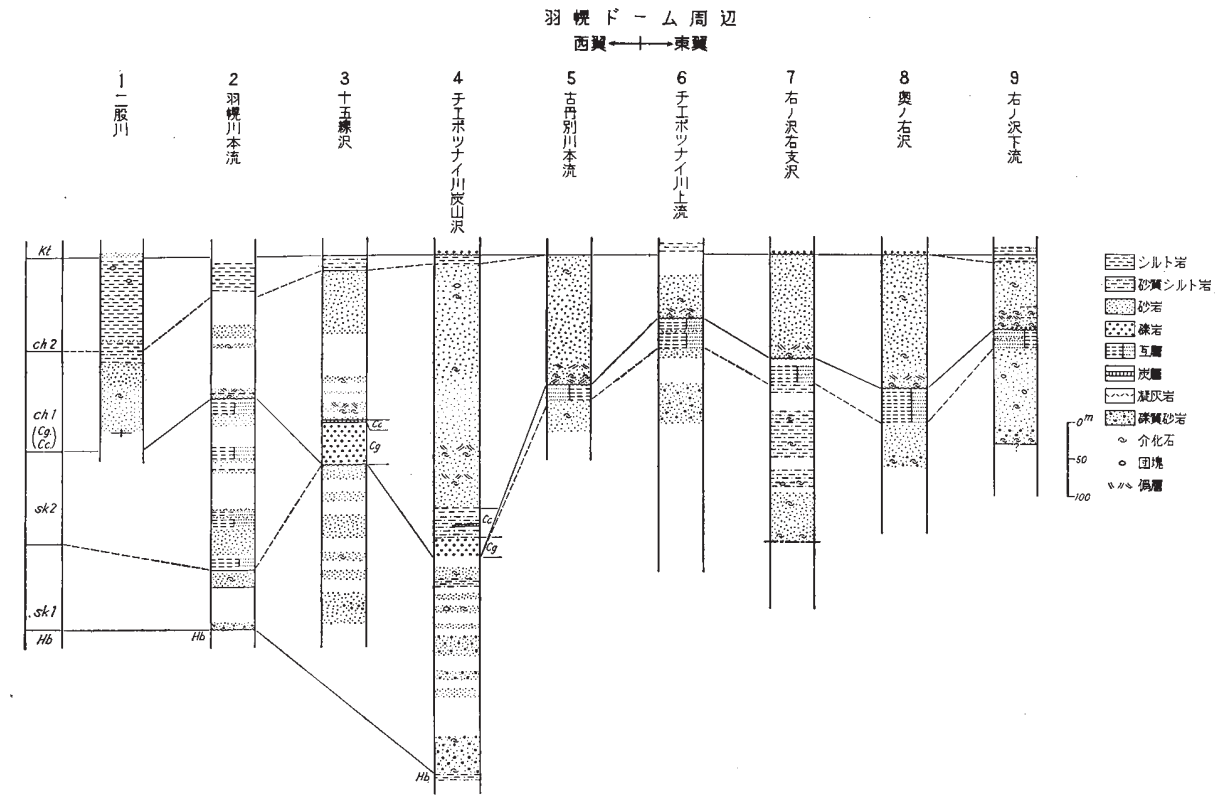 羽幌ドーム周辺
西翼 東翼
1 二股川
2 羽幌川本流
3 十五線沢
4 チエボツナイ川炭山沢
5 古丹別川本流
6 チエボツナイ川上流
7 右ノ沢右支沢
8 奥ノ右沢
9 右ノ沢下流
Kt
ch2
ch1
(Cg.
Cc)
sk2
sk1
Hb
Hb
Cc
Cg
Cc
Cg
Hb
シルト岩
砂質シルト岩
砂岩
礫岩
互層
炭層
凝灰岩
礫質砂岩
介化石
団塊
偽層
0m
50
100